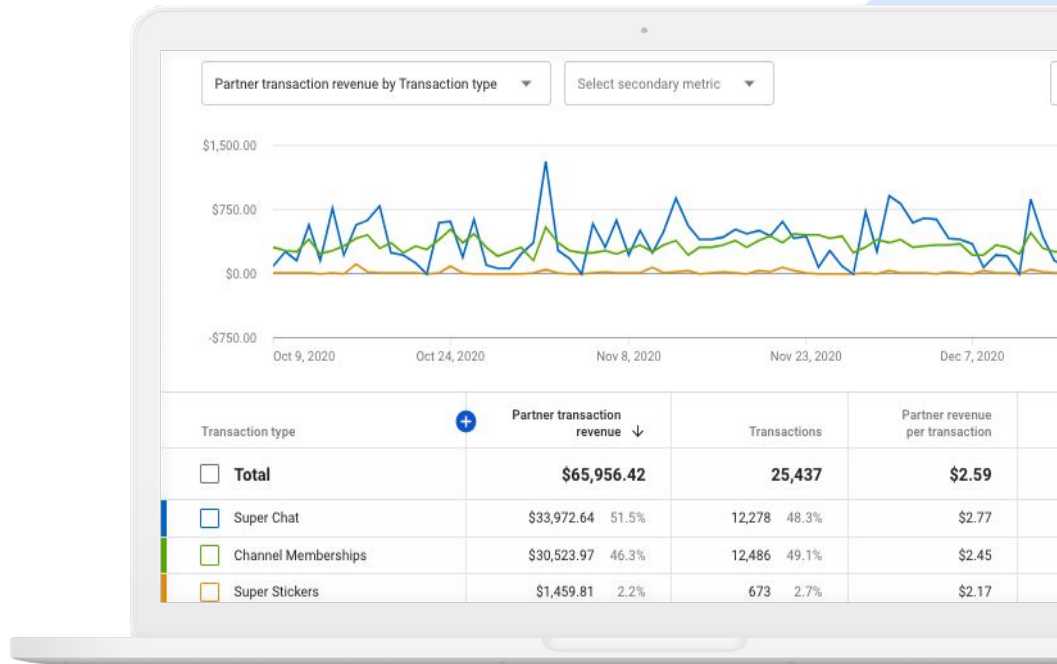 Partner transaction revenue by Transaction type
Select secondary metric
$1,500.00
$750.00
$0.00
-$750.00
Oct 9, 2020 Oct 24, 2020 Nov 8, 2020 Nov 23, 2020 Dec 7, 2020
Transaction type Partner transaction revenue Transactions Partner revenue per transaction
Total $65,956.42 25,437 $2.59
Super Chat $33,972.64 51.5% 12,278 48.3% $2.77
Channel Memberships $30,523.97 46.3% 12,486 49.1% $2.45
Super Stickers $1,459.81 2.2% 673 2.7% $2.17